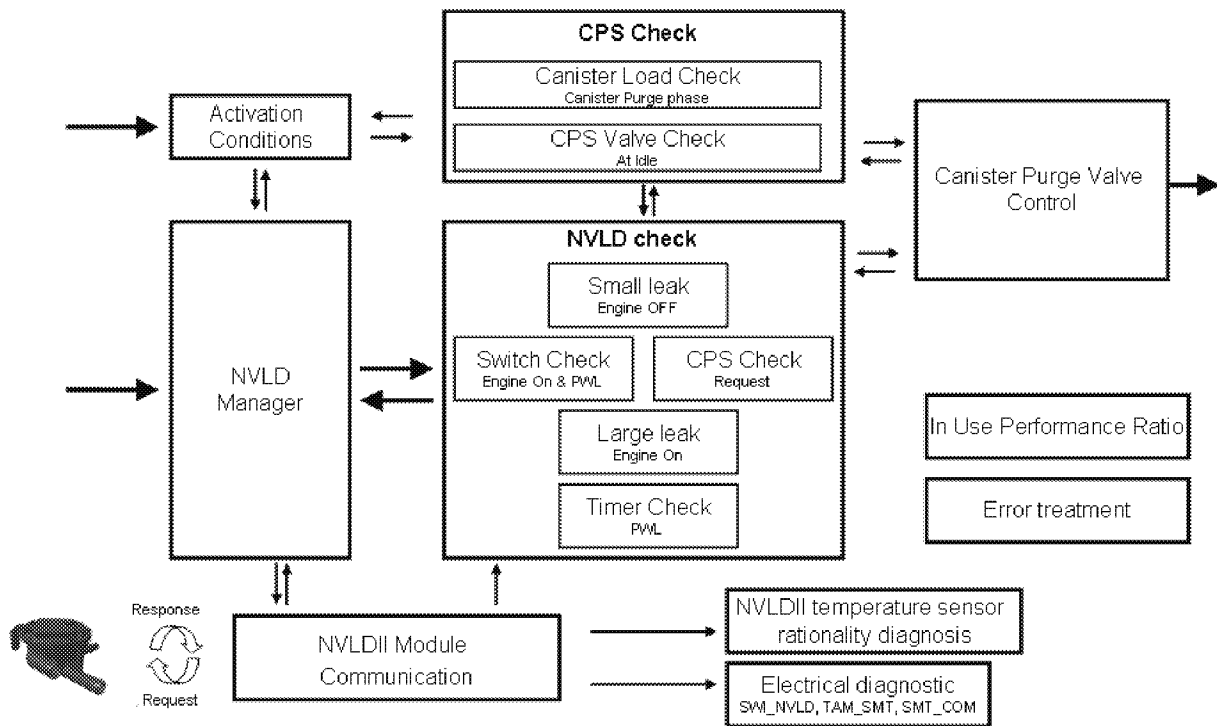 CPS Check
Canister Load Check
Canister Purge phase
CPS Valve Check
At Idle
Activation
Conditions
Canister Purge Valve
Control
NVLD
Manager
NVLD check
Small leak
Engine OFF
Switch Check
Engine On & PWL
CPS Check
Request
Large leak
Engine On
Timer Check
PWL
In Use Performance Ratio
Error treatment
Response
Request
NVLDII Module
Communication
NVLDII temperature sensor
rationality diagnosis
Electrical diagnostic
SWI_NVLD, TAM_SMT, SMT_COM